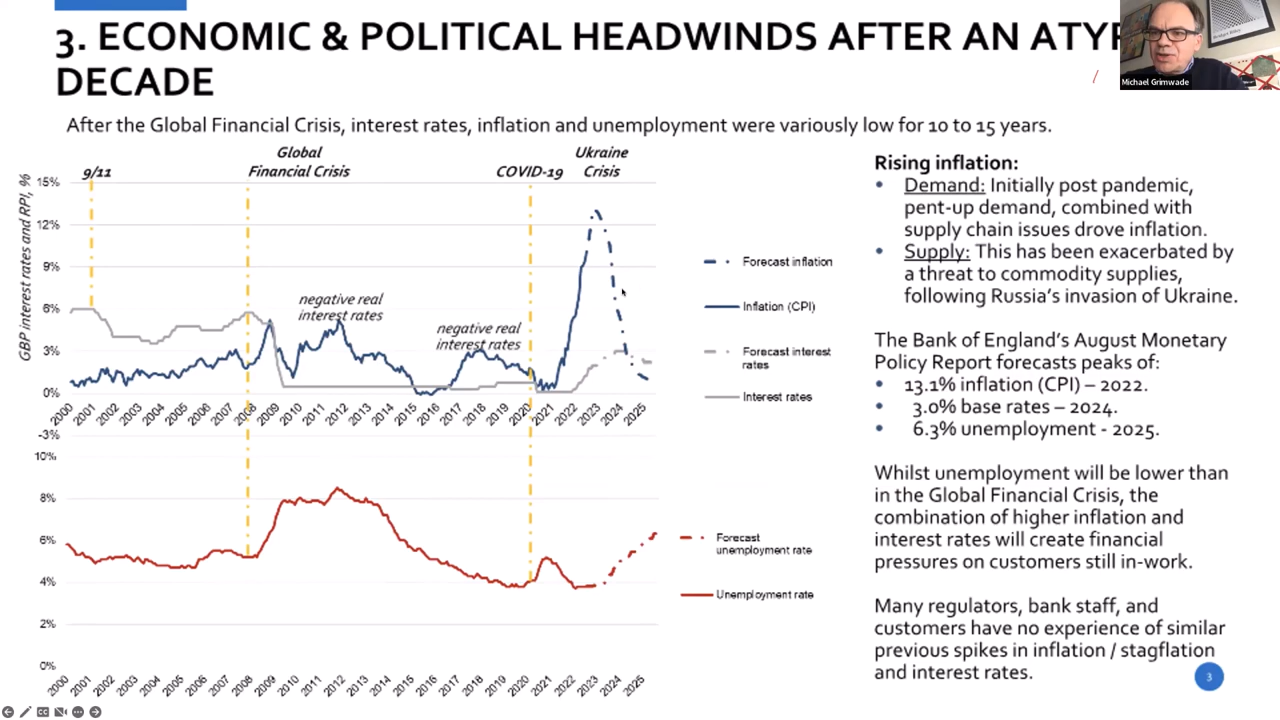 3. ECONOMIC & POLITICAL HEADWINDS AFTER AN
DECADE
Michael Grimwade
After the Global Financial Crisis, interest rates, inflation and unemployment were variously low for 10 to 15 years.
9/11
Global
Financial Crisis
COVID-19
Ukraine
Crisis
GBP interest rates and RPI, %
15%
12%
9%
6%
3%
0%
-3%
negative real
interest rates
negative real
interest rates
2000 2001 2002 2003 2004 2005 2006 2007 2008 2009 2010 2011 2012 2013 2014 2015 2016 2017 2018 2019 2020 2021 2022 2023 2024 2025
Forecast inflation
Inflation (CPI)
Forecast interest
rates
Interest rates
10%
8%
6%
4%
2%
0%
2000 2001 2002 2003 2004 2005 2006 2007 2008 2009 2010 2011 2012 2013 2014 2015 2016 2017 2018 2019 2020 2021 2022 2023 2024 2025
Forecast
unemployment rate
Unemployment rate
Rising inflation:
• Demand: Initially post pandemic,
pent-up demand, combined with
supply chain issues drove inflation.
• Supply: This has been exacerbated by
a threat to commodity supplies,
following Russia's invasion of Ukraine.
The Bank of England's August Monetary
Policy Report forecasts peaks of:
• 13.1% inflation (CPI) – 2022.
• 3.0% base rates – 2024.
• 6.3% unemployment - 2025.
Whilst unemployment will be lower than
in the Global Financial Crisis, the
combination of higher inflation and
interest rates will create financial
pressures on customers still in-work.
Many regulators, bank staff, and
customers have no experience of similar
previous spikes in inflation / stagflation
and interest rates.
3